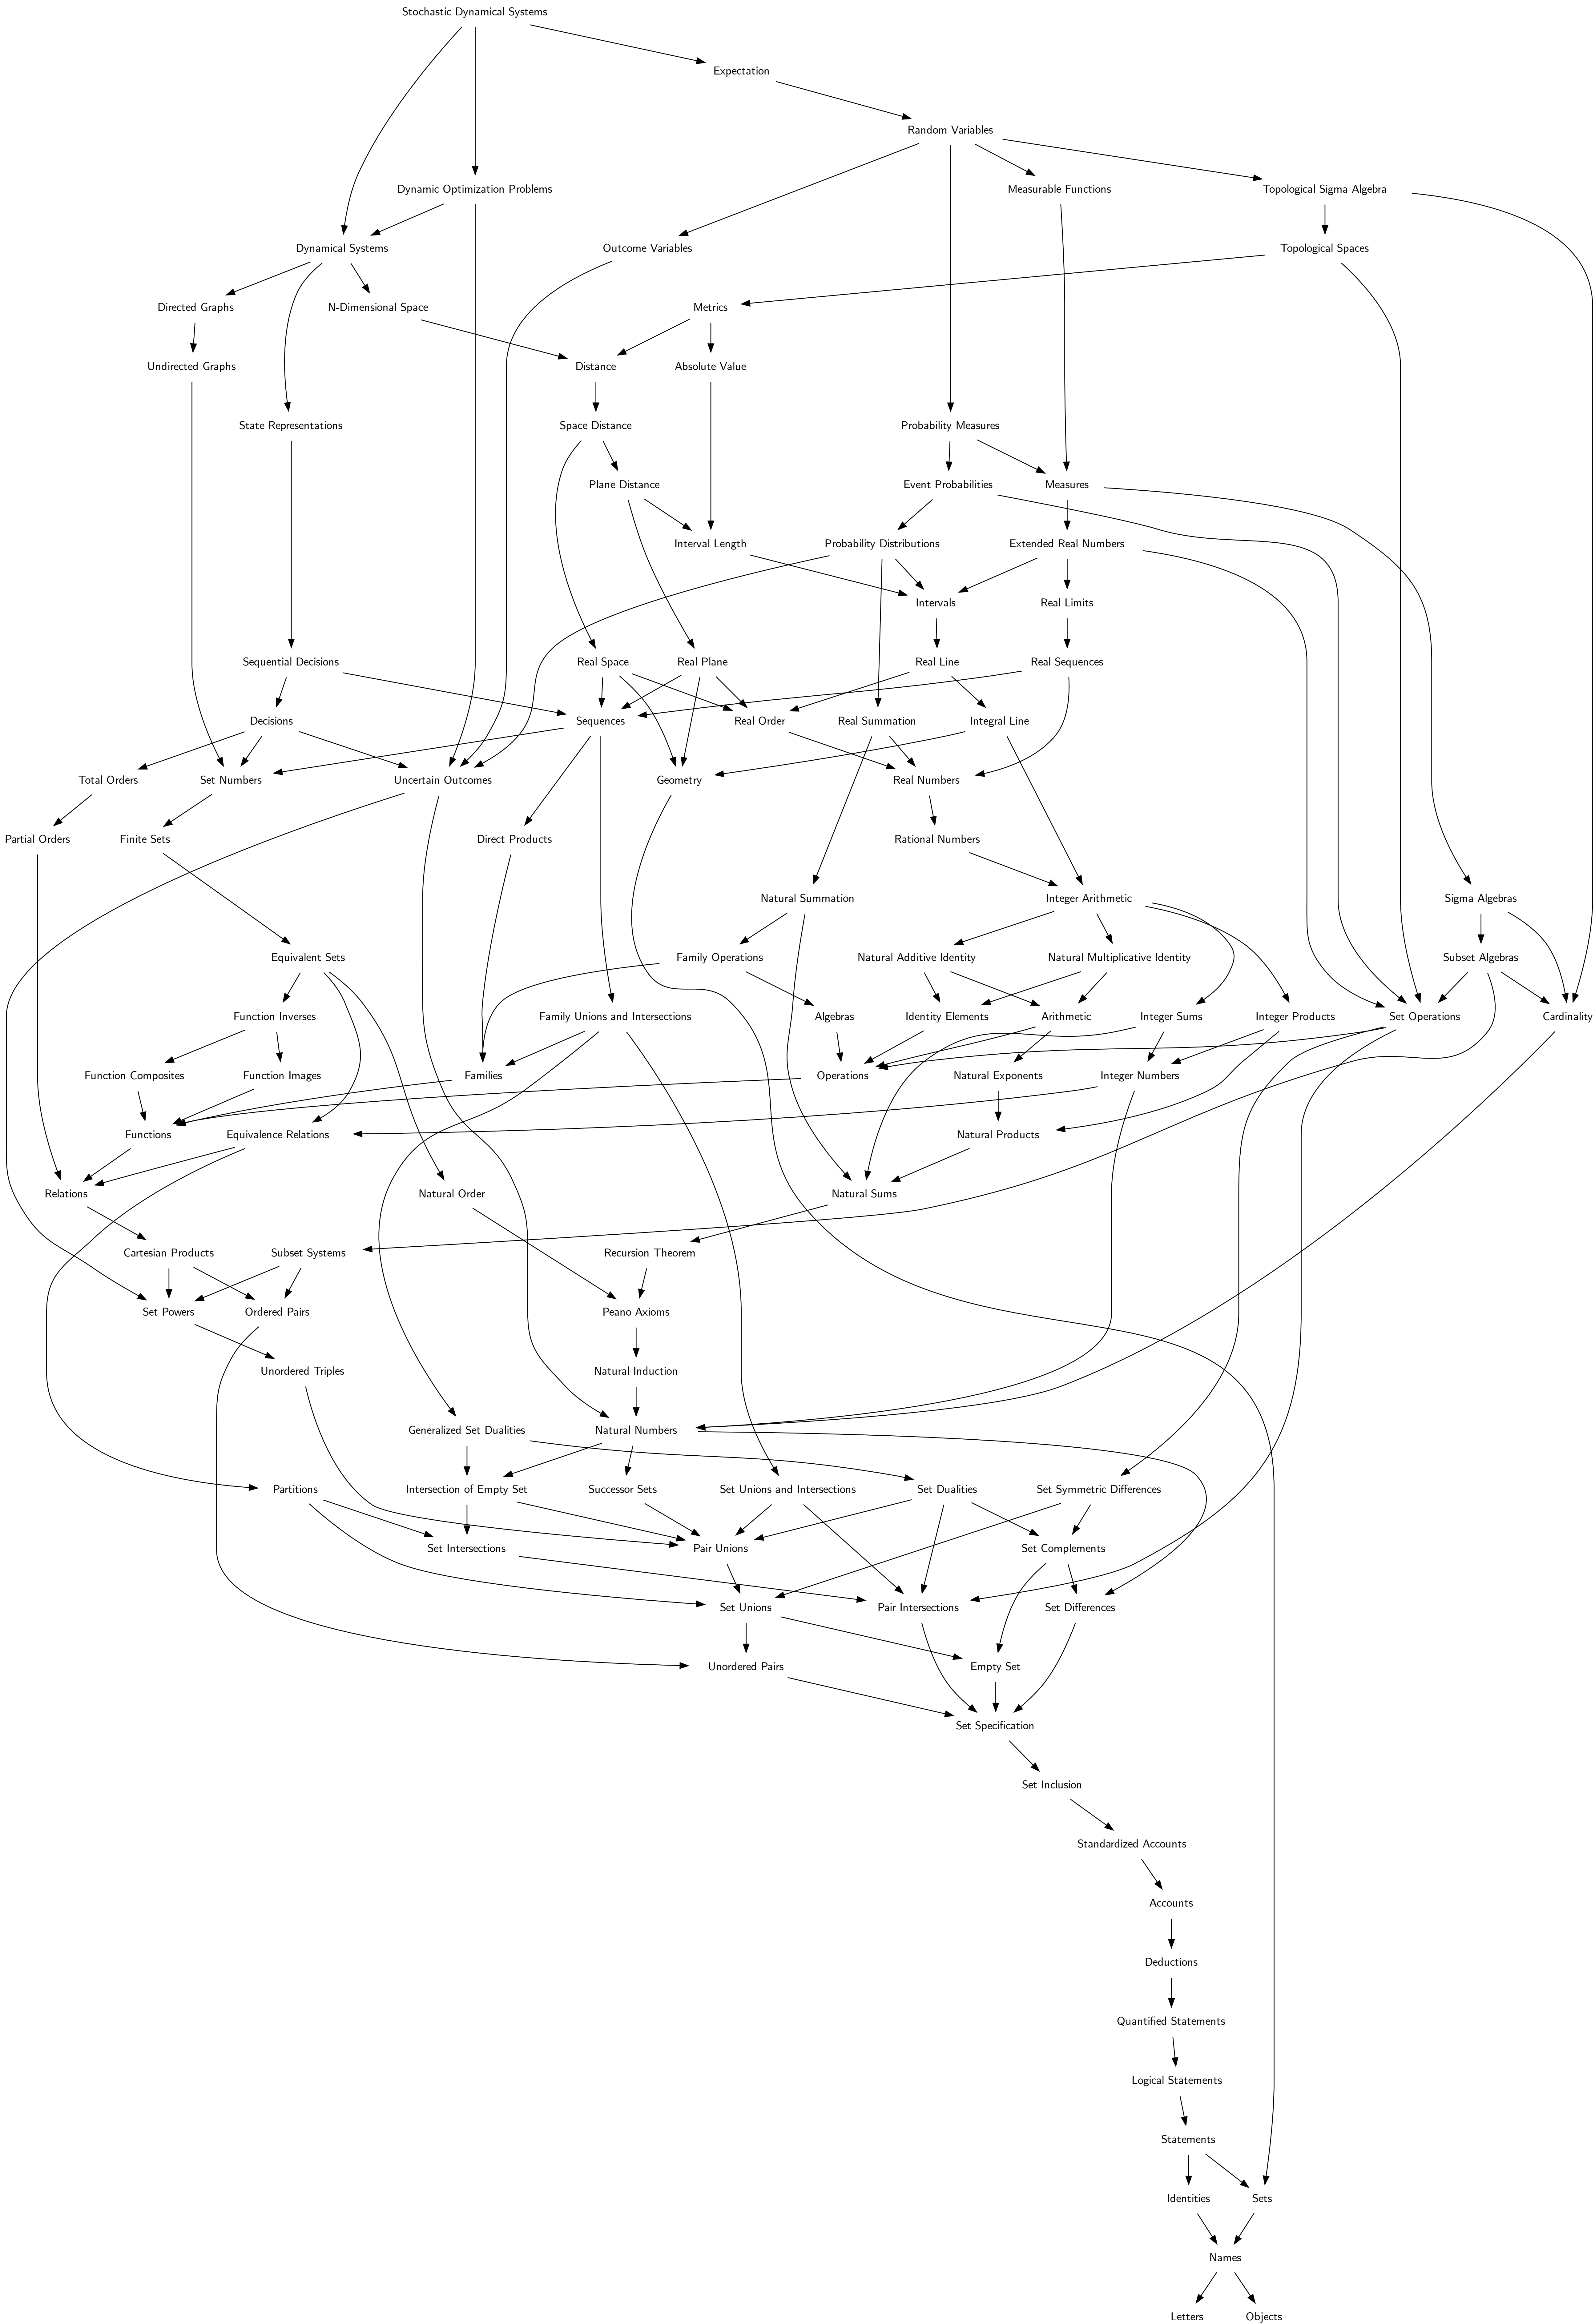 Stochastic Dynamical Systems
Expectation
Random Variables
Dynamic Optimization Problems
Measurable Functions
Topological Sigma Algebra
Dynamical Systems
Outcome Variables
Topological Spaces
Directed Graphs
N-Dimensional Space
Metrics
Undirected Graphs
Distance
Absolute Value
State Representations
Space Distance
Probability Measures
Plane Distance
Event Probabilities
Measures
Interval Length
Probability Distributions
Extended Real Numbers
Intervals
Real Limits
Sequential Decisions
Real Space
Real Plane
Real Line
Real Sequences
Decisions
Sequences
Real Order
Real Summation
Integral Line
Total Orders
Set Numbers
Uncertain Outcomes
Geometry
Real Numbers
Partial Orders
Finite Sets
Direct Products
Rational Numbers
Natural Summation
Integer Arithmetic
Sigma Algebras
Equivalent Sets
Family Operations
Natural Additive Identity
Natural Multiplicative Identity
Subset Algebras
Function Inverses
Family Unions and Intersections
Algebras
Identity Elements
Arithmetic
Integer Sums
Integer Products
Set Operations
Cardinality
Function Composites
Function Images
Families
Operations
Natural Exponents
Integer Numbers
Functions
Equivalence Relations
Natural Products
Relations
Natural Order
Natural Sums
Cartesian Products
Subset Systems
Recursion Theorem
Set Powers
Ordered Pairs
Peano Axioms
Unordered Triples
Natural Induction
Generalized Set Dualities
Natural Numbers
Partitions
Intersection of Empty Set
Successor Sets
Set Unions and Intersections
Set Dualities
Set Symmetric Differences
Set Intersections
Pair Unions
Set Complements
Set Unions
Pair Intersections
Set Differences
Unordered Pairs
Empty Set
Set Specification
Set Inclusion
Standardized Accounts
Accounts
Deductions
Quantified Statements
Logical Statements
Statements
Identities
Sets
Names
Letters
Objects